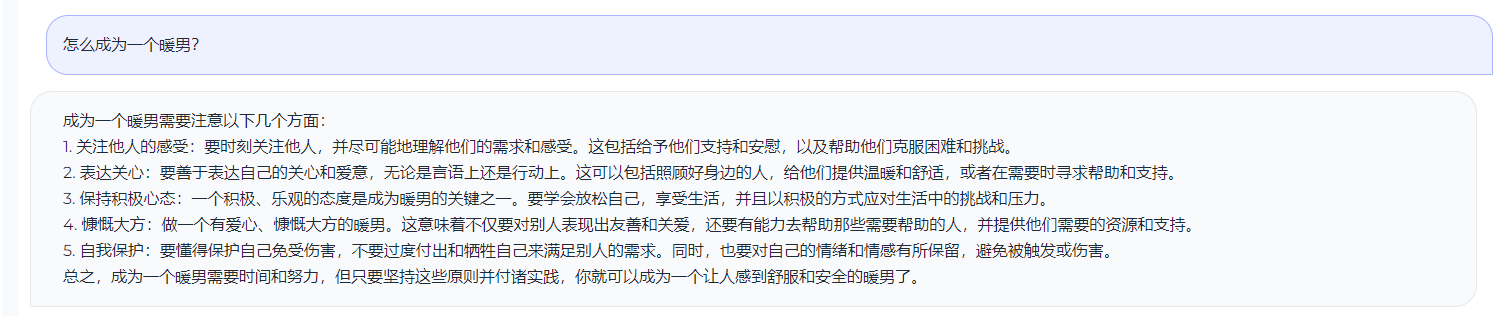 怎么成为一个暖男？
成为一个暖男需要注意以下几个方面：
1. 关注他人的感受：要时刻关注他人，并尽可能地理解他们的需求和感受。这包括给予他们支持和安慰，以及帮助他们克服困难和挑战。
2. 表达关心：要善于表达自己的关心和爱意，无论是言语上还是行动上。这可以包括照顾好身边的人，给他们提供温暖和舒适，或者在需要时寻求帮助和支持。
3. 保持积极心态：一个积极、乐观的态度是成为暖男的关键之一。要学会放松自己，享受生活，并且以积极的方式应对生活中的挑战和压力。
4. 慷慨大方：做一个有爱心、慷慨大方的暖男。这意味着不仅要对别人表现出友善和关爱，还要有能力去帮助那些需要帮助的人，并提供他们需要的资源和支持。
5. 自我保护：要懂得保护自己免受伤害，不要过度付出和牺牲自己来满足别人的需求。同时，也要对自己的情绪和情感有所保留，避免被触发或伤害。
总之，成为一个暖男需要时间和努力，但只要坚持这些原则并付诸实践，你就可以成为一个让人感到舒服和安全的暖男了。